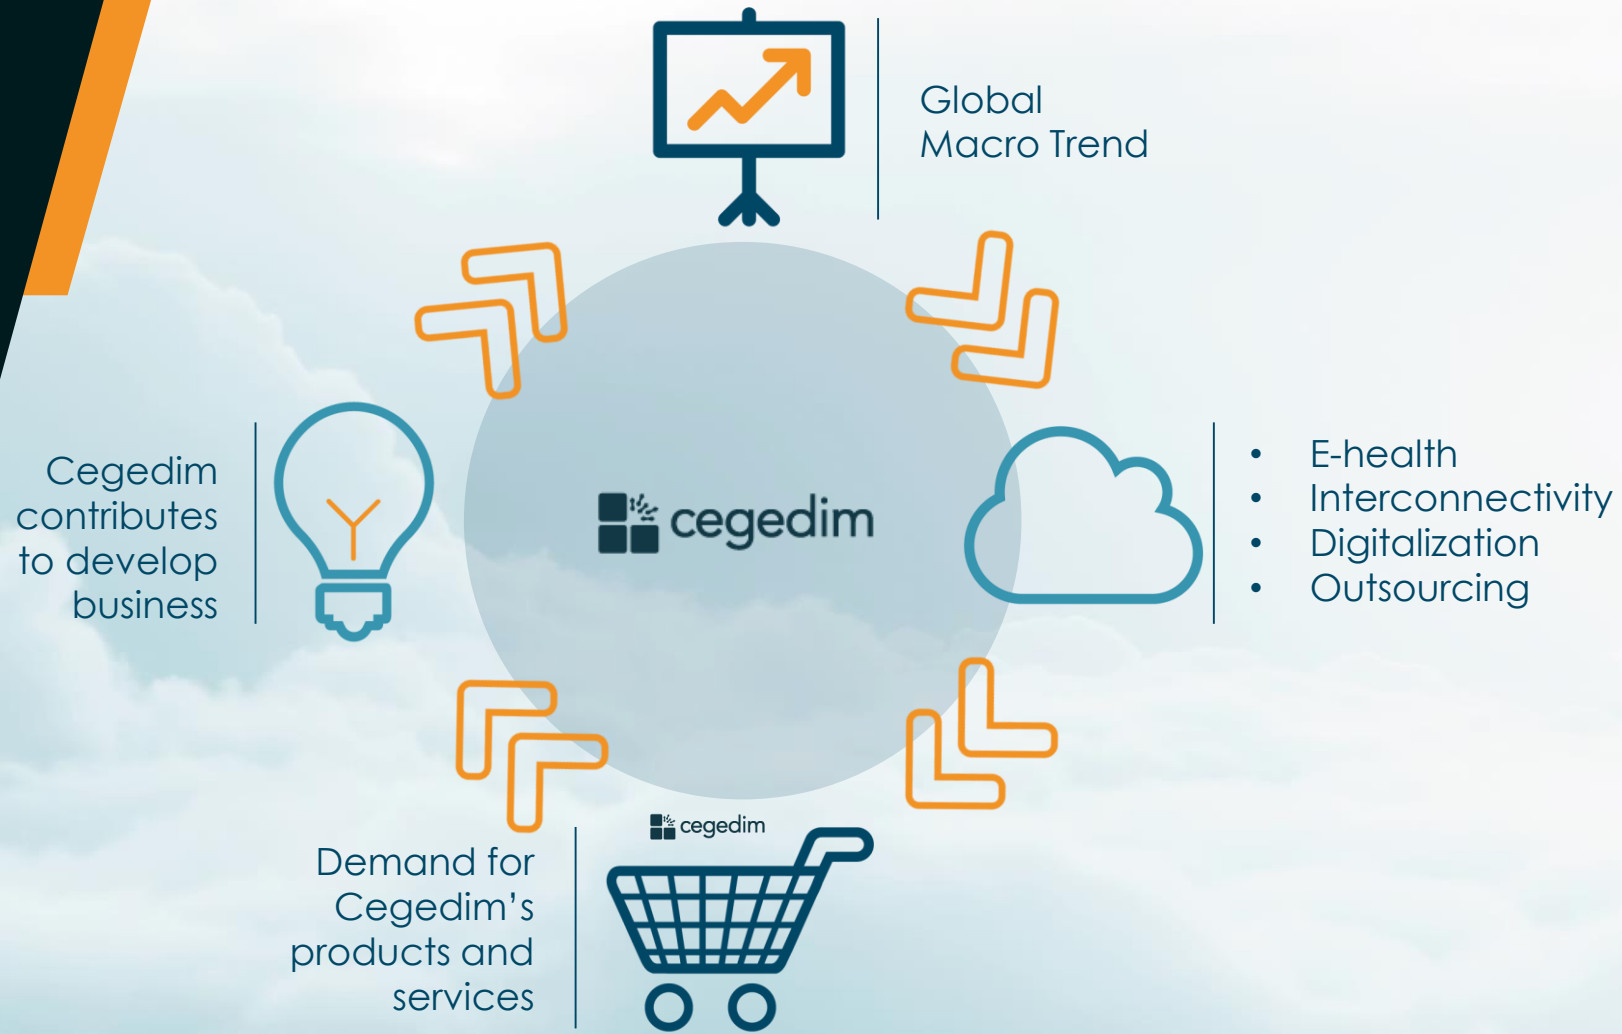 Global
Macro Trend
Cegedim
contributes
to develop
business
cegedim
• E-health
• Interconnectivity
• Digitalization
• Outsourcing
cegedim
Demand for
Cegedim’s
products and
services